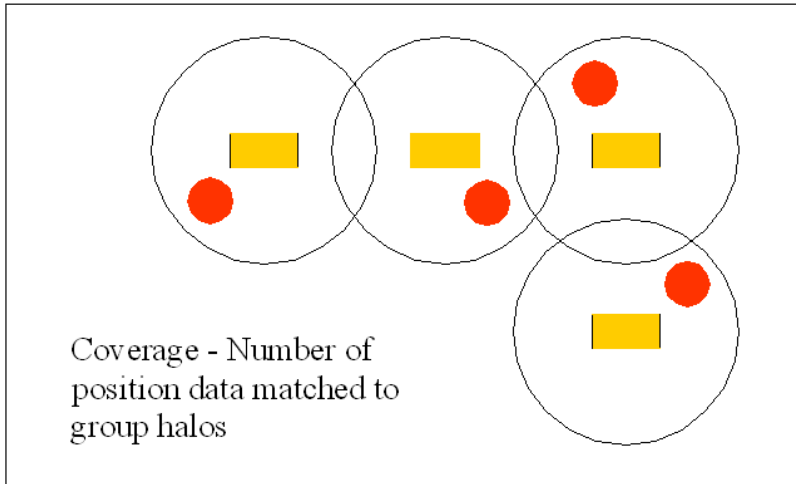 Coverage - Number of
position data matched to
group halos